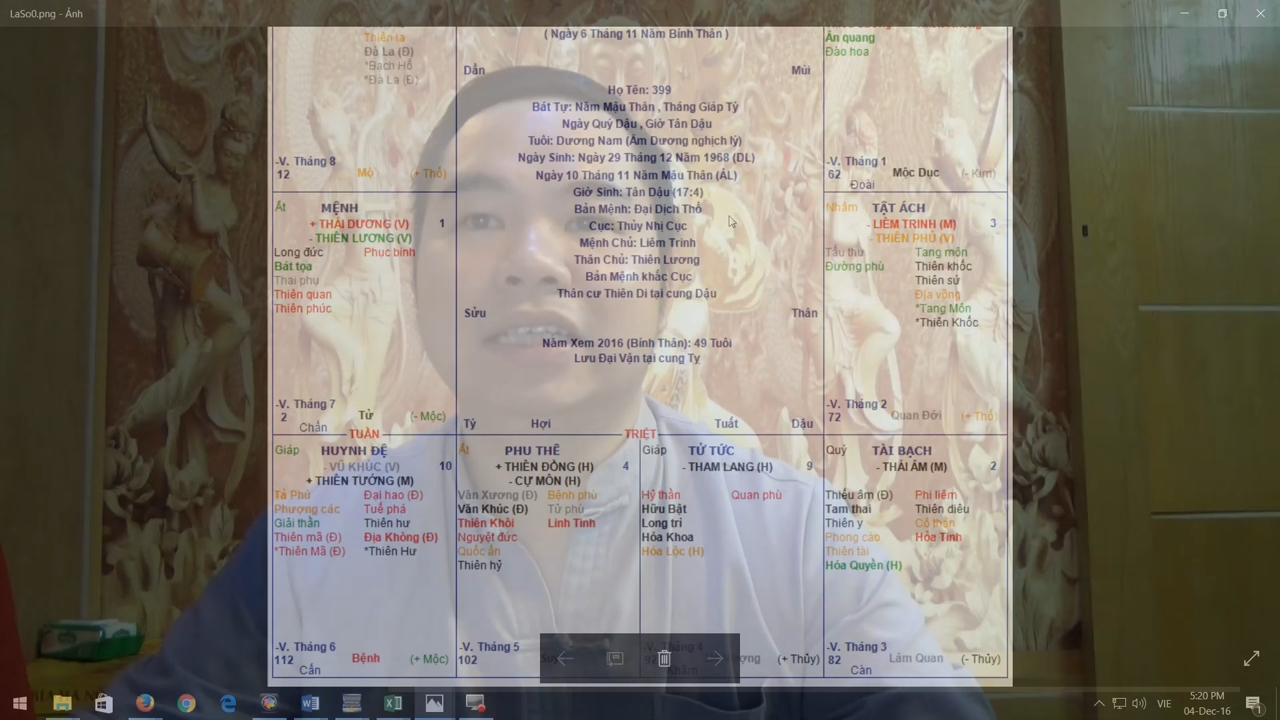 LaSo0.png - Ảnh
Thiên la
Đà La (Đ)
*Bạch Hổ
*Đà La (Đ)
-V. Tháng 8
12
Mộ
(+ Thổ)
( Ngày 6 Tháng 11 Năm Bính Thân )
Dần
Mùi
Họ Tên: 399
Bát Tự: Năm Mậu Thân , Tháng Giáp Tý
Ngày Quý Dậu , Giờ Tân Dậu
Tuổi: Dương Nam (Âm Dương nghịch lý)
Ngày Sinh: Ngày 29 Tháng 12 Năm 1968 (DL)
Ngày 10 Tháng 11 Năm Mậu Thân (ÂL)
Giờ Sinh: Tân Dậu (17:4)
Bản Mệnh: Đại Dịch Thổ
Cục: Thủy Nhị Cục
Mệnh Chủ: Liêm Trinh
Thân Chủ: Thiên Lương
Bản Mệnh khắc Cục
Thân cư Thiên Di tại cung Dậu
Sửu
Thân
Năm Xem 2016 (Bính Thân): 49 Tuổi
Lưu Đại Vận tại cung Tỵ
Tý
Hợi
Tuất
Dậu
Ân quang
Đào hoa
-V. Tháng 1
62
Mộc Dục
(- Kim)
Đoài
Ất
MỆNH
+ THÁI DƯƠNG (V)
1
- THIÊN LƯƠNG (V)
Long đức
Phục binh
Bát tọa
Thai phụ
Thiên quan
Thiên phúc
-V. Tháng 7
2
Tử
(- Mộc)
Chấn
Nhâm
TẬT ÁCH
- LIÊM TRINH (M)
3
- THIÊN PHỦ (V)
Tấu thư
Tang môn
Đường phù
Thiên khốc
Thiên sứ
Địa võng
*Tang Môn
*Thiên Khốc
-V. Tháng 2
72
Quan Đới
(+ Thổ)
Càn
TUẦN
TRIỆT
Giáp
HUYNH ĐỆ
- VŨ KHÚC (V)
10
+ THIÊN TƯỚNG (M)
Tả Phù
Đại hao (Đ)
Phượng các
Tuế phá
Giải thần
Thiên hư
Thiên mã (Đ)
Địa Không (Đ)
*Thiên Mã (Đ)
*Thiên Hư
-V. Tháng 6
112
Bệnh
(+ Mộc)
Cấn
Ất
PHU THÊ
+ THIÊN ĐỒNG (H)
4
- CỰ MÔN (H)
Văn Xương (Đ)
Bệnh phù
Văn Khúc (Đ)
Tử phù
Thiên Khôi
Linh Tinh
Nguyệt đức
Quốc ấn
Thiên hỷ
-V. Tháng 5
102
Giáp
TỬ TỨC
- THAM LANG (H)
9
Hỷ thần
Quan phù
Hữu Bật
Long trì
Hóa Khoa
Hóa Lộc (H)
(+ Thủy)
Quý
TÀI BẠCH
- THÁI ÂM (M)
2
Thiếu âm (Đ)
Phi liêm
Tam thai
Thiên diêu
Thiên y
Cô thần
Phong cáo
Hỏa Tinh
Thiên tài
Hóa Quyền (H)
-V. Tháng 3
82
Lâm Quan
(- Thủy)
Càn
VIE
5:20 PM
04-Dec-16